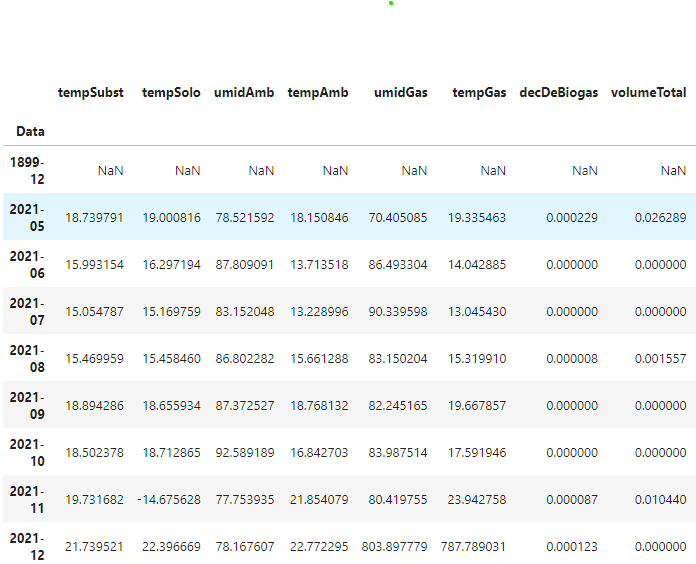 tempSubst tempSolo umidAmb tempAmb umidGas tempGas decDeBiogas volumeTotal
Data
1899-12 NaN NaN NaN NaN NaN NaN NaN NaN
2021-05 18.739791 19.000816 78.521592 18.150846 70.405085 19.335463 0.000229 0.026289
2021-06 15.993154 16.297194 87.809091 13.713518 86.493304 14.042885 0.000000 0.000000
2021-07 15.054787 15.169759 83.152048 13.228996 90.339598 13.045430 0.000000 0.000000
2021-08 15.469959 15.458460 86.802282 15.661288 83.150204 15.319910 0.000008 0.001557
2021-09 18.894286 18.655934 87.372527 18.768132 82.245165 19.667857 0.000000 0.000000
2021-10 18.502378 18.712865 92.589189 16.842703 83.987514 17.591946 0.000000 0.000000
2021-11 19.731682 -14.675628 77.753935 21.854079 80.419755 23.942758 0.000087 0.010440
2021-12 21.739521 22.396669 78.167607 22.772295 803.897779 787.789031 0.000123 0.000000